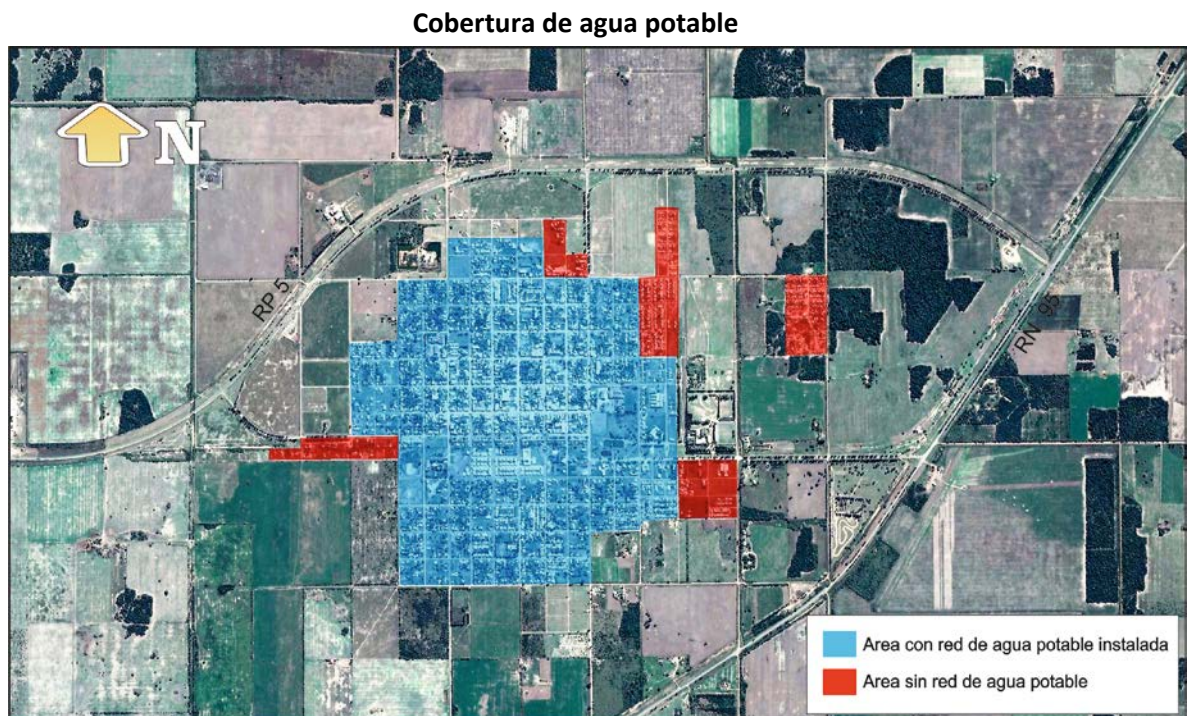 Cobertura de agua potable
N
RP 5
RN 95
Area con red de agua potable instalada
Area sin red de agua potable